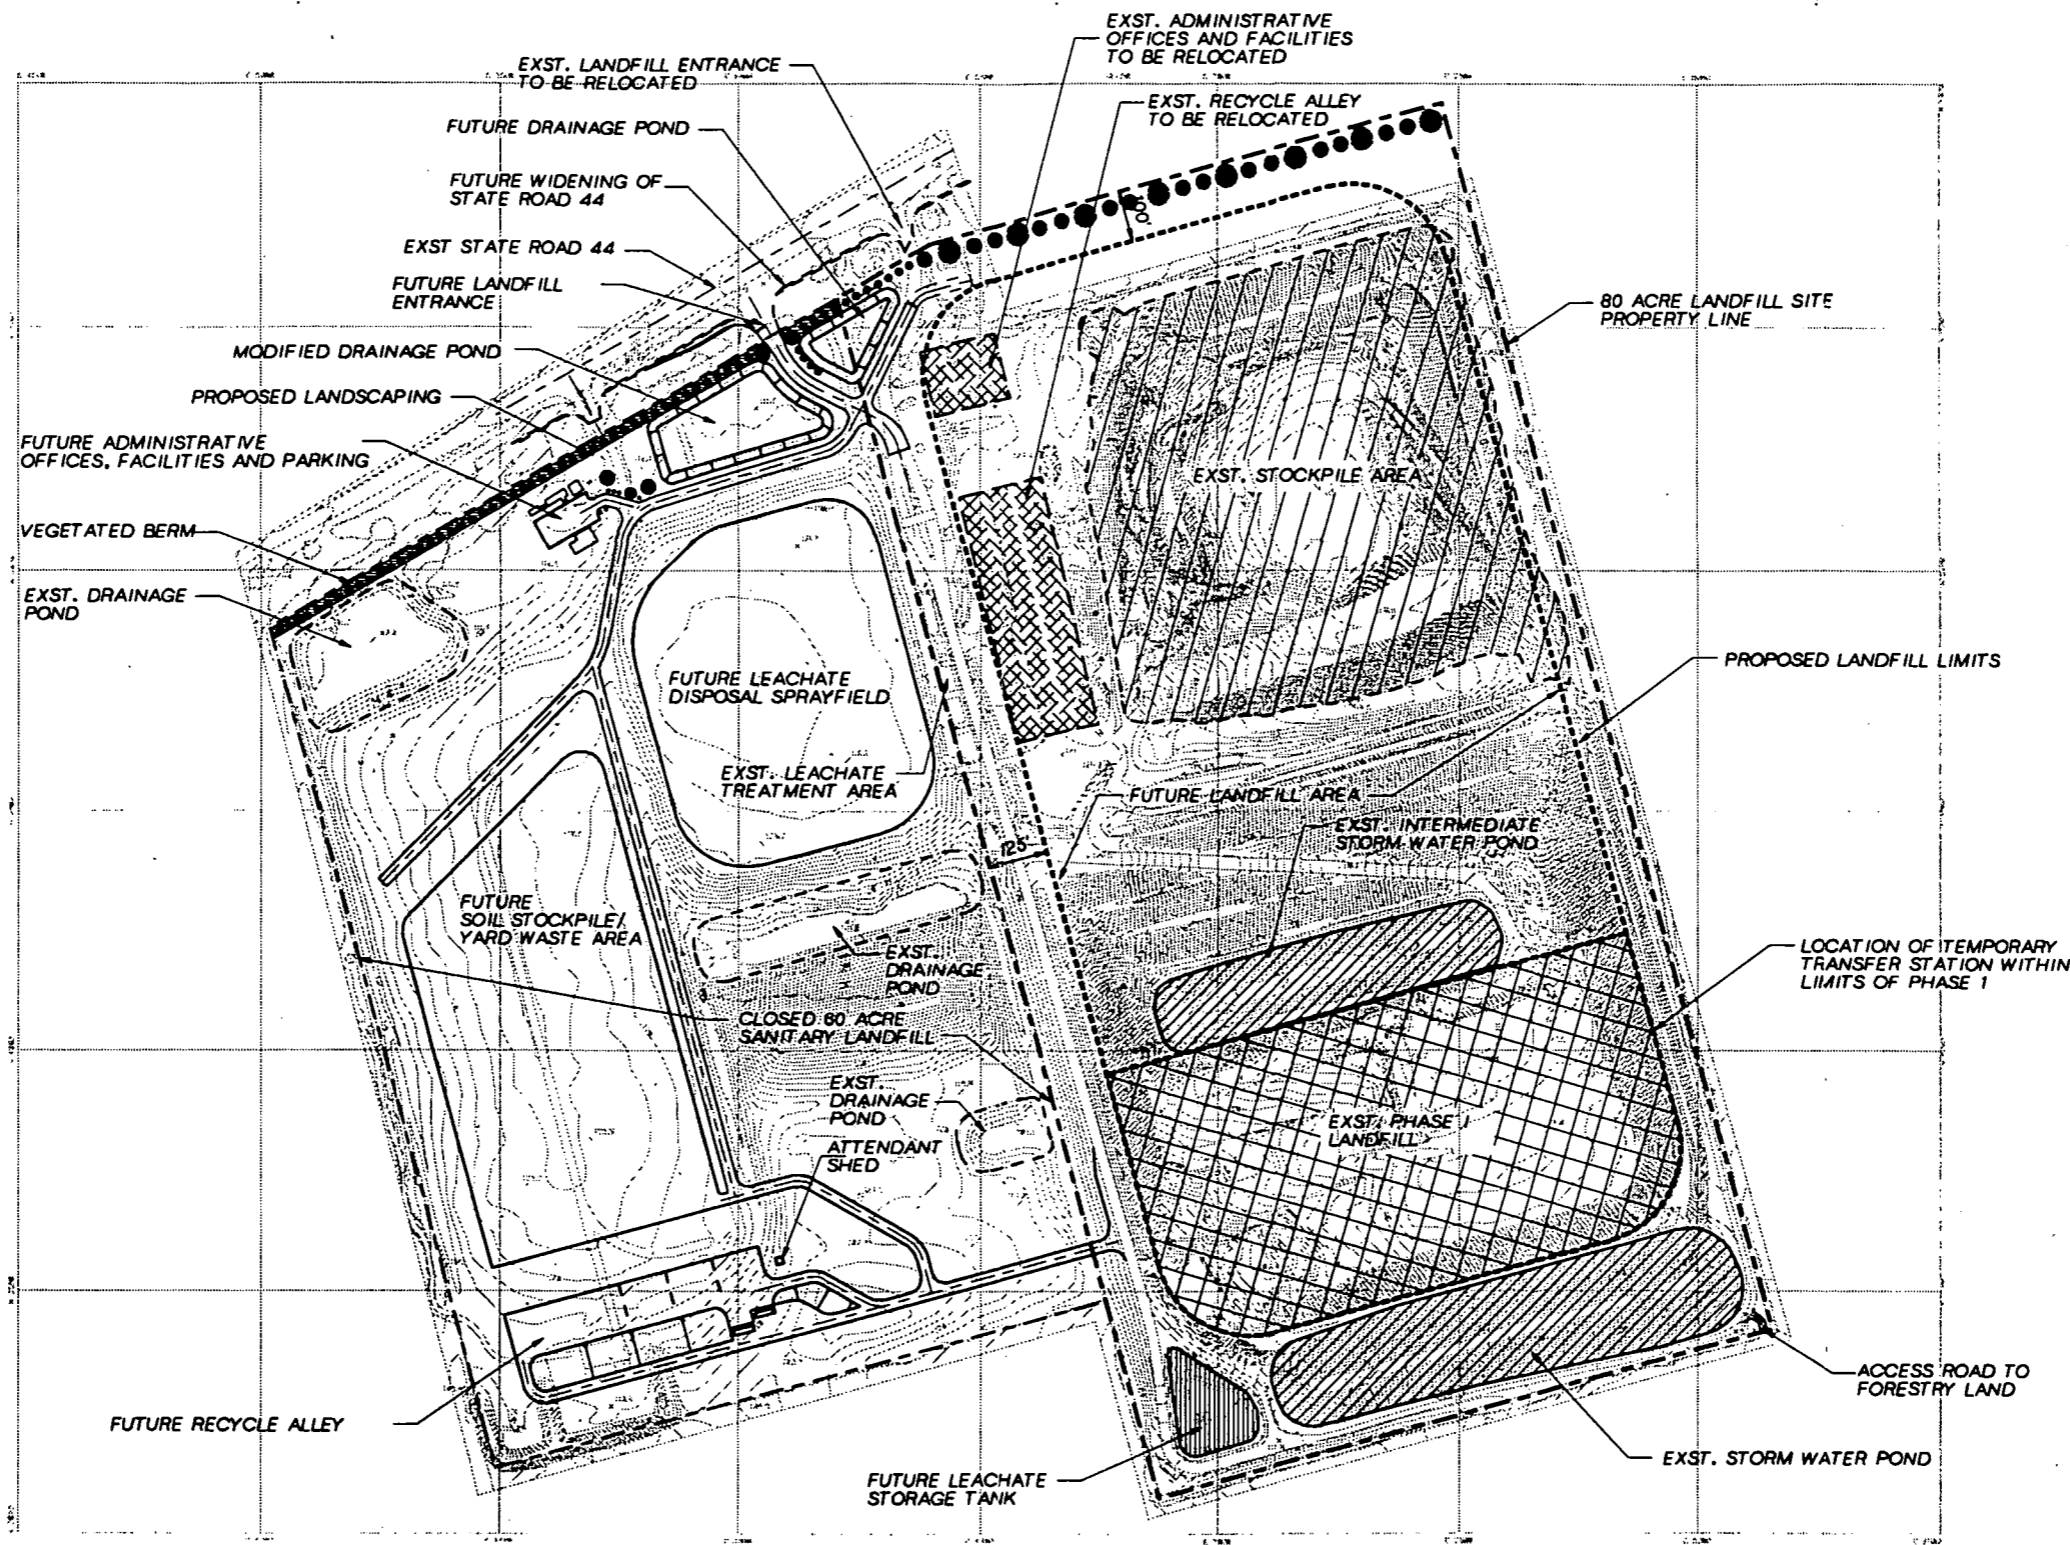 EXST. ADMINISTRATIVE
OFFICES AND FACILITIES
TO BE RELOCATED
EXST. LANDFILL ENTRANCE
TO BE RELOCATED
EXST. RECYCLE ALLEY
TO BE RELOCATED
FUTURE DRAINAGE POND
FUTURE WIDENING OF
STATE ROAD 44
100'
EXST STATE ROAD 44
FUTURE LANDFILL
ENTRANCE
80 ACRE LANDFILL SITE
PROPERTY LINE
MODIFIED DRAINAGE POND
PROPOSED LANDSCAPING
FUTURE ADMINISTRATIVE
OFFICES, FACILITIES AND PARKING
EXST. STOCKPILE AREA
VEGETATED BERM
EXST. DRAINAGE
POND
PROPOSED LANDFILL LIMITS
FUTURE LEACHATE
DISPOSAL SPRAYFIELD
EXST. LEACHATE
TREATMENT AREA
FUTURE LANDFILL AREA
EXST. INTERMEDIATE
STORM WATER POND
125'
FUTURE
SOIL STOCKPILE/
YARD WASTE AREA
EXST.
DRAINAGE
POND
LOCATION OF TEMPORARY
TRANSFER STATION WITHIN
LIMITS OF PHASE 1
CLOSED 60 ACRE
SANITARY LANDFILL
EXST.
DRAINAGE
POND
EXST. PHASE 1
LANDFILL
ATTENDANT
SHED
ACCESS ROAD TO
FORESTRY LAND
FUTURE RECYCLE ALLEY
EXST. STORM WATER POND
FUTURE LEACHATE
STORAGE TANK